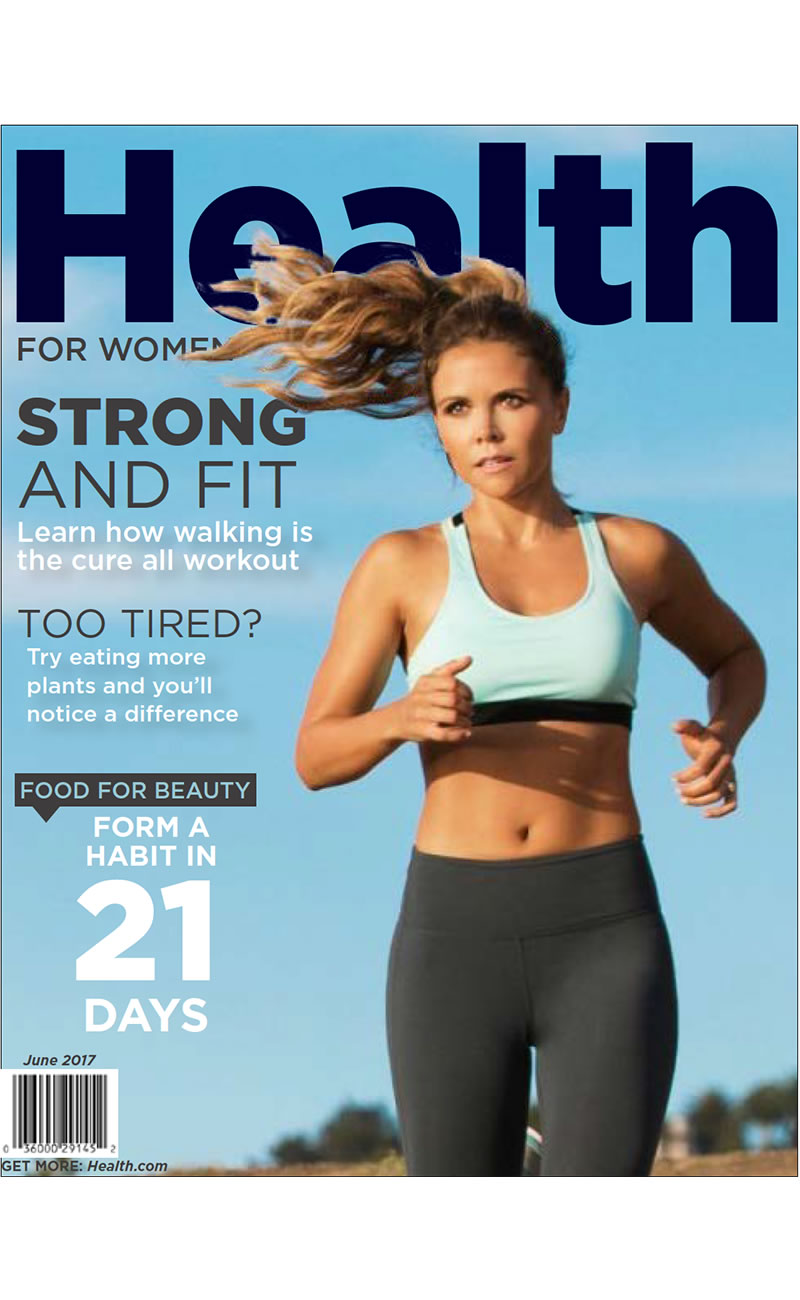 Health
FOR WOMEN
STRONG
AND FIT
Learn how walking is
the cure all workout
TOO TIRED?
Try eating more
plants and you'll
notice a difference
FOOD FOR BEAUTY
FORM A
HABIT IN
21
DAYS
June 2017
0 36000 29145 2
GET MORE: Health.com